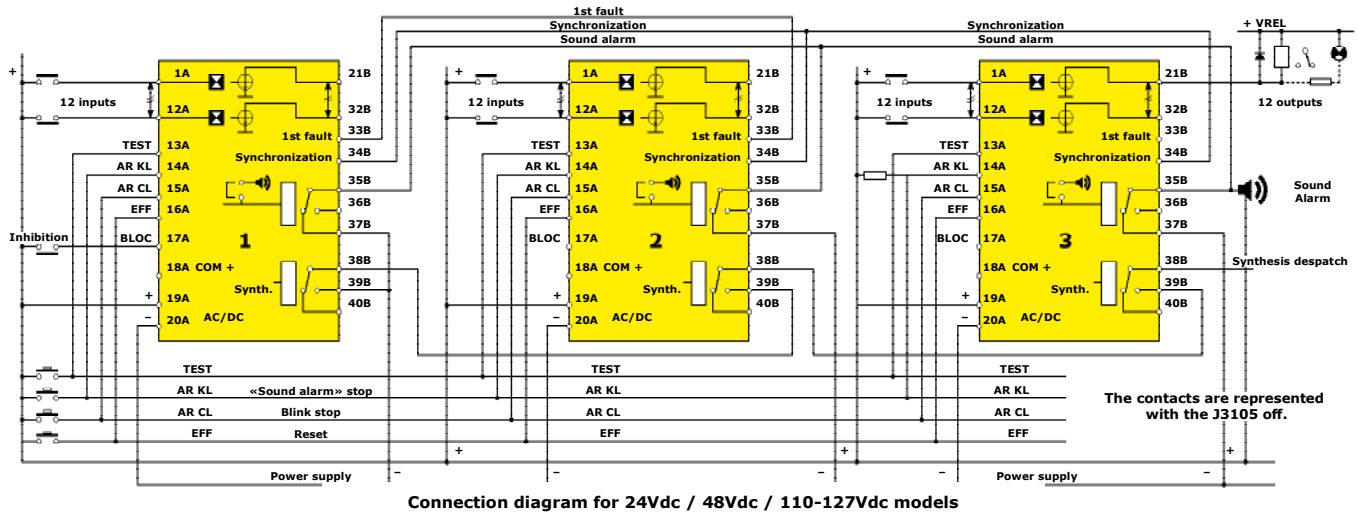 1st fault
Synchronization
Sound alarm
Synchronization
Sound alarm
+ VREL
+
12 inputs
1A
12A
13A
14A
15A
16A
17A
18A COM +
19A
20A AC/DC
21B
32B
33B
34B
35B
36B
37B
38B
39B
40B
1st fault
Synchronization
1
Synth.
TEST
AR KL
AR CL
EFF
BLOC
Inhibition
+
–
+
12 inputs
1A
12A
13A
14A
15A
16A
17A
18A COM +
19A
20A AC/DC
21B
32B
33B
34B
35B
36B
37B
38B
39B
40B
1st fault
Synchronization
2
Synth.
TEST
AR KL
AR CL
EFF
BLOC
+
–
+
12 inputs
1A
12A
13A
14A
15A
16A
17A
18A COM +
19A
20A AC/DC
21B
32B
33B
34B
35B
36B
37B
38B
39B
40B
1st fault
Synchronization
3
Synth.
TEST
AR KL
AR CL
EFF
BLOC
+
–
12 outputs
Sound
Alarm
Synthesis despatch
TEST TEST TEST
AR KL «Sound alarm» stop AR KL AR KL
AR CL Blink stop AR CL AR CL
EFF Reset EFF EFF
The contacts are represented
with the J3105 off.
+ + +
Power supply – – – – Power supply –
Connection diagram for 24Vdc / 48Vdc / 110-127Vdc models